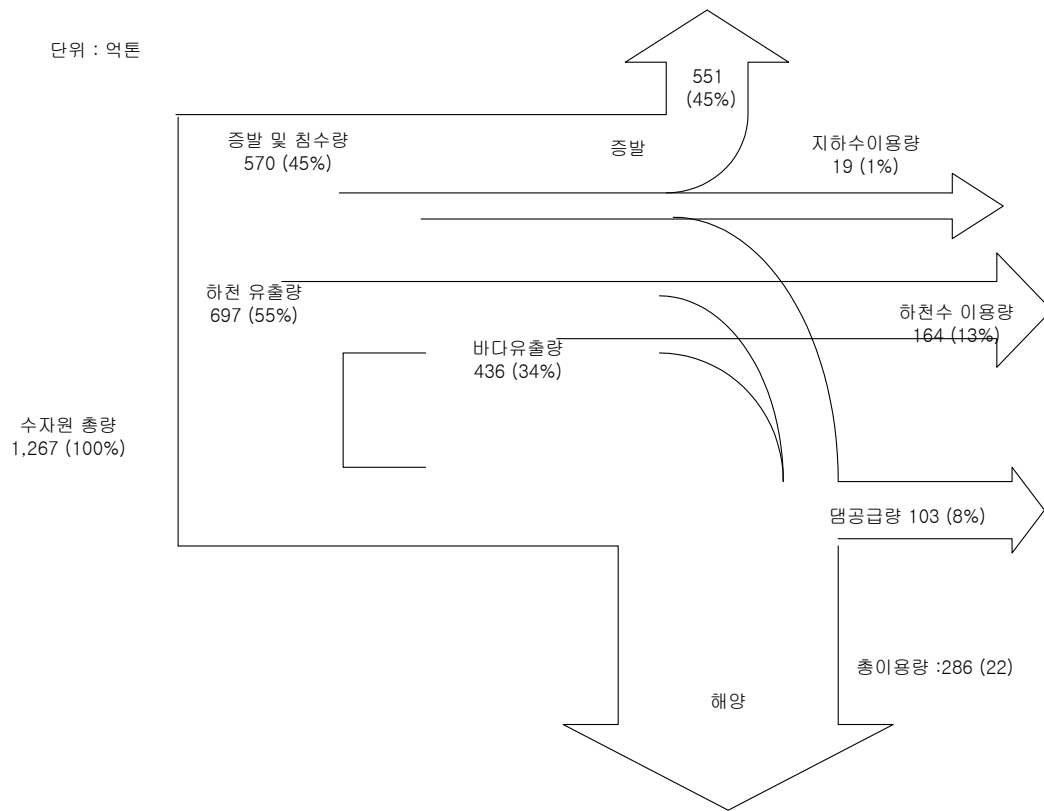 단위 : 억톤
551
(45%)
증발 및 침수량
570 (45%)
증발
지하수이용량
19 (1%)
하천 유출량
697 (55%)
하천수 이용량
164 (13%)
바다유출량
436 (34%)
수자원 총량
1,267 (100%)
댐공급량 103 (8%)
총이용량 :286 (22)
해양